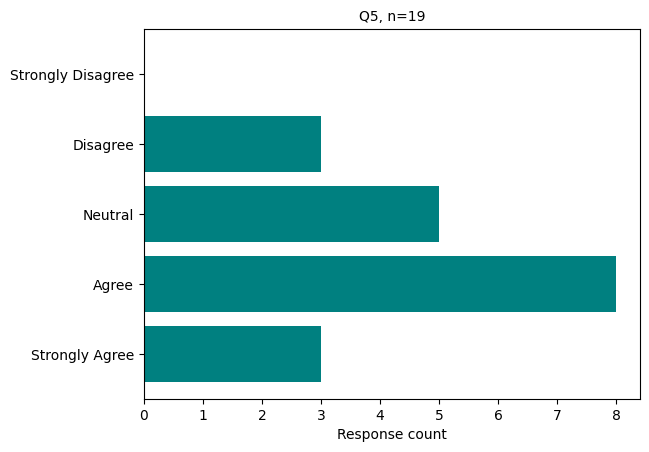 Q5, n=19
Strongly Disagree
Disagree
Neutral
Agree
Strongly Agree
0 1 2 3 4 5 6 7 8
Response count